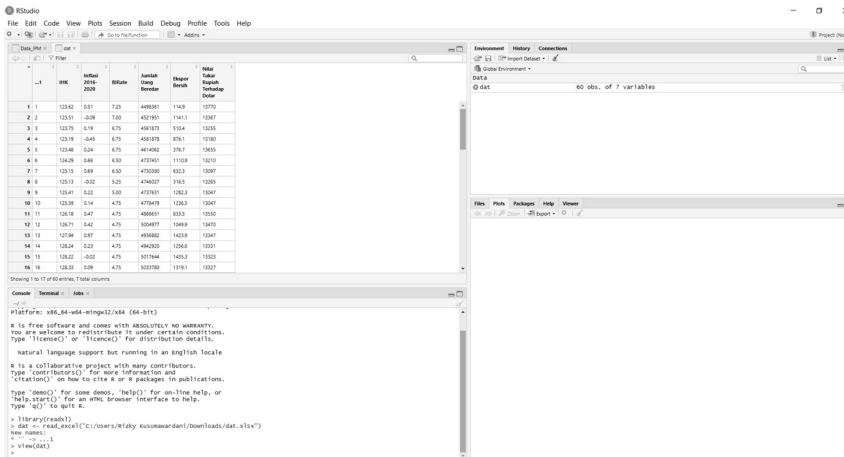 RStudio
File Edit Code View Plots Session Build Debug Profile Tools Help
Go to file/function Addins
Data_IPM dat
Filter
...1 IHK Inflasi 2016-2020 BIRate Jumlah Uang Beredar Ekspor Bersih Nilai Tukar Rupiah Terhadap Dolar
1 1 123.62 0.51 7.25 4498361 114.9 13770
2 2 123.51 -0.09 7.00 4521951 1141.1 13367
3 3 123.75 0.19 6.75 4561873 510.4 13255
4 4 123.19 -0.45 6.75 4581878 876.1 13180
5 5 123.48 0.24 6.75 4614062 376.7 13655
6 6 124.29 0.66 6.50 4737451 1110.9 13210
7 7 125.15 0.69 6.50 4730380 632.3 13097
8 8 125.13 -0.02 5.25 4746027 316.5 13265
9 9 125.41 0.22 5.00 4737631 1282.3 13047
10 10 125.59 0.14 4.75 4778479 1236.5 13047
11 11 126.18 0.47 4.75 4868651 833.5 13550
12 12 126.71 0.42 4.75 5004977 1049.9 13470
13 13 127.94 0.97 4.75 4936882 1423.9 13347
14 14 128.24 0.23 4.75 4942920 1256.6 13331
15 15 128.22 -0.02 4.75 5017644 1435.3 13323
16 16 128.33 0.09 4.75 5033780 1319.1 13327
Showing 1 to 17 of 60 entries, 7 total columns
Console Terminal Jobs
Platform: x86_64-w64-mingw32/x64 (64-bit)
R is free software and comes with ABSOLUTELY NO WARRANTY.
You are welcome to redistribute it under certain conditions.
Type 'license()' or 'licence()' for distribution details.
Natural language support but running in an English locale
R is a collaborative project with many contributors.
Type 'contributors()' for more information and
'citation()' on how to cite R or R packages in publications.
Type 'demo()' for some demos, 'help()' for on-line help, or
'help.start()' for an HTML browser interface to help.
Type 'q()' to quit R.
> library(readxl)
> dat <- read_excel("C:/Users/Rizky Kusumawardani/Downloads/dat.xlsx")
New names:
* `` -> ...1
> View(dat)
>
Project: (No
Environment History Connections
Import Dataset List
Global Environment
Data
dat 60 obs. of 7 variables
Files Plots Packages Help Viewer
Zoom Export